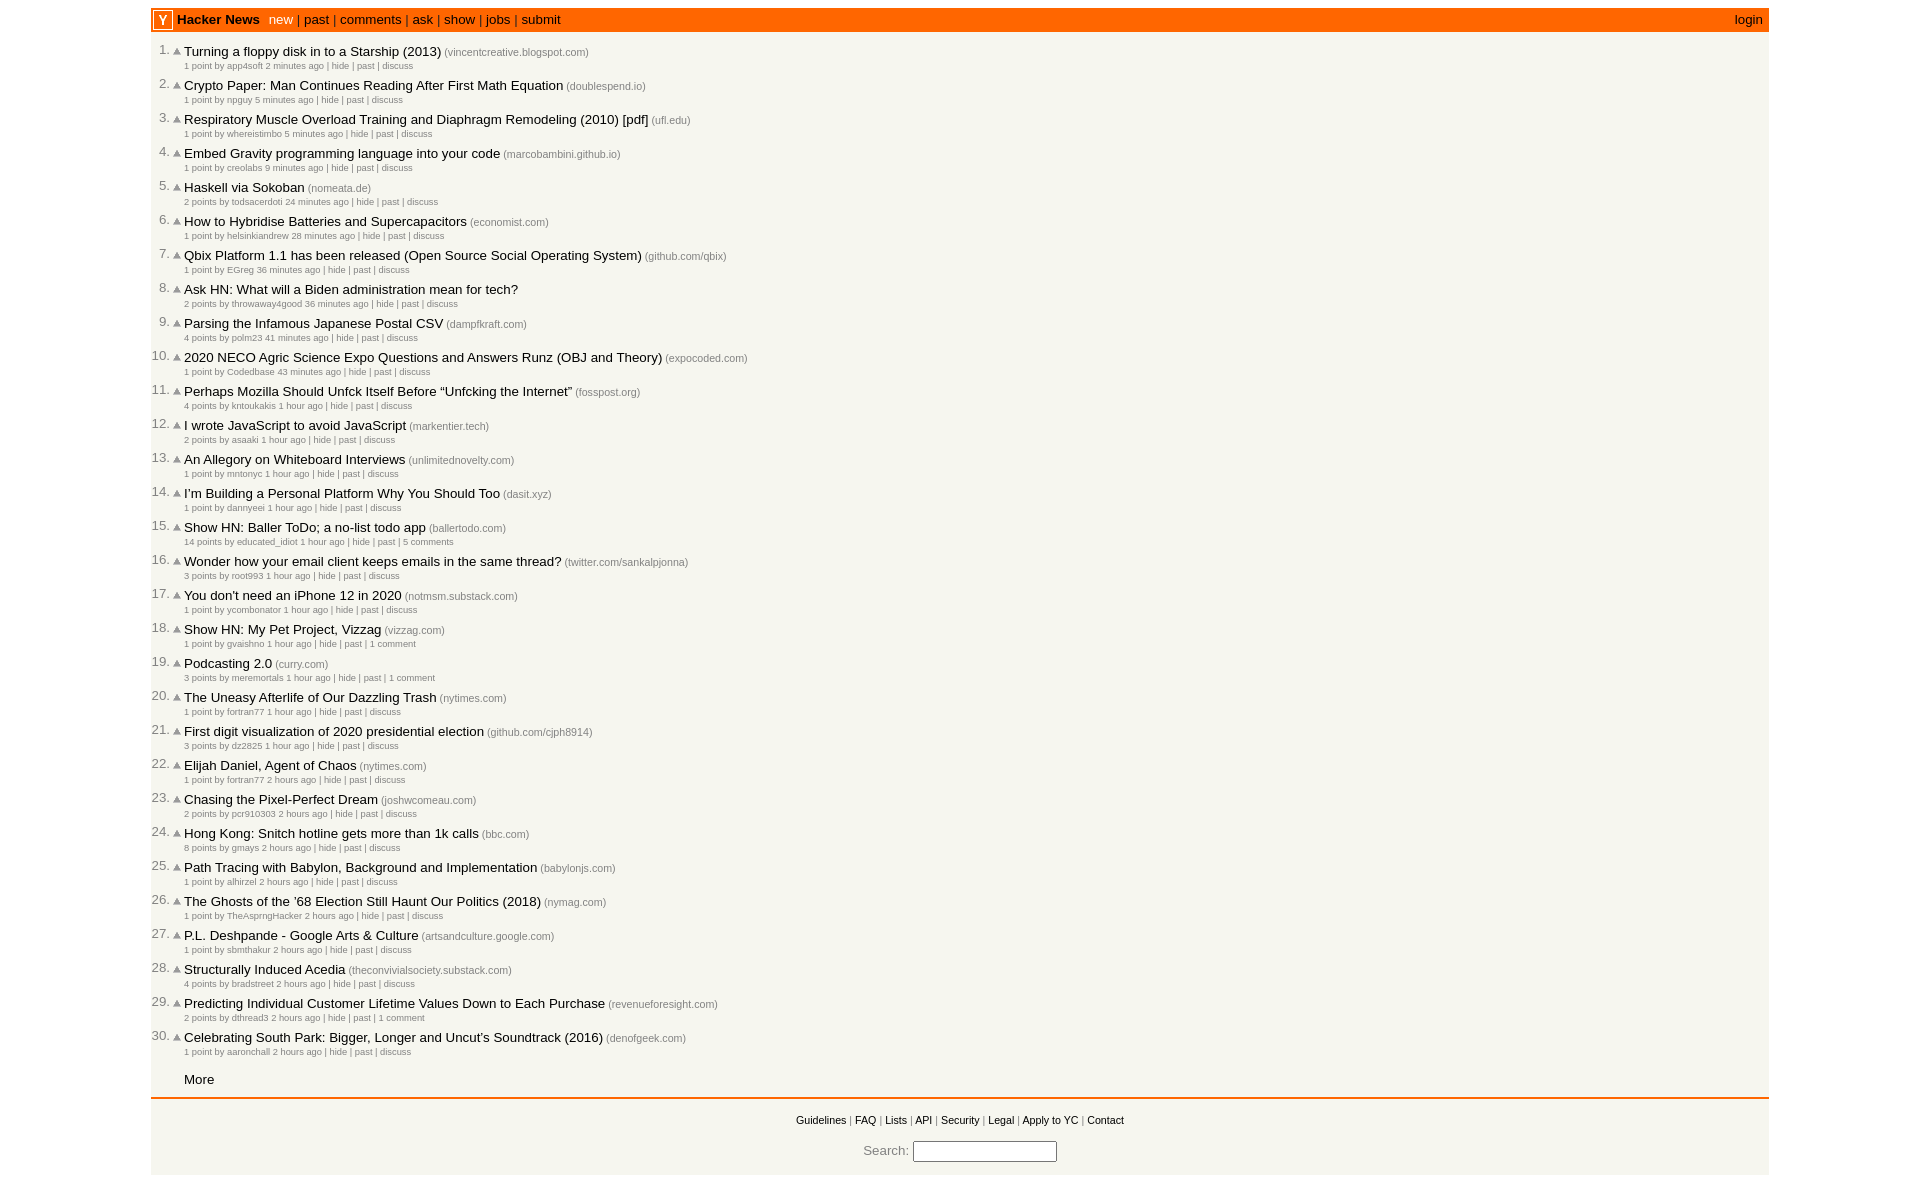 Y Hacker News new | past | comments | ask | show | jobs | submit login
1. Turning a floppy disk in to a Starship (2013) (vincentcreative.blogspot.com)
1 point by app4soft 2 minutes ago | hide | past | discuss
2. Crypto Paper: Man Continues Reading After First Math Equation (doublespend.io)
1 point by npguy 5 minutes ago | hide | past | discuss
3. Respiratory Muscle Overload Training and Diaphragm Remodeling (2010) [pdf] (ufl.edu)
1 point by whereistimbo 5 minutes ago | hide | past | discuss
4. Embed Gravity programming language into your code (marcobambini.github.io)
1 point by creolabs 9 minutes ago | hide | past | discuss
5. Haskell via Sokoban (nomeata.de)
2 points by todsacerdoti 24 minutes ago | hide | past | discuss
6. How to Hybridise Batteries and Supercapacitors (economist.com)
1 point by helsinkiandrew 28 minutes ago | hide | past | discuss
7. Qbix Platform 1.1 has been released (Open Source Social Operating System) (github.com/qbix)
1 point by EGreg 36 minutes ago | hide | past | discuss
8. Ask HN: What will a Biden administration mean for tech?
2 points by throwaway4good 36 minutes ago | hide | past | discuss
9. Parsing the Infamous Japanese Postal CSV (dampfkraft.com)
4 points by polm23 41 minutes ago | hide | past | discuss
10. 2020 NECO Agric Science Expo Questions and Answers Runz (OBJ and Theory) (expocoded.com)
1 point by Codedbase 43 minutes ago | hide | past | discuss
11. Perhaps Mozilla Should Unfck Itself Before “Unfcking the Internet” (fosspost.org)
4 points by kntoukakis 1 hour ago | hide | past | discuss
12. I wrote JavaScript to avoid JavaScript (markentier.tech)
2 points by asaaki 1 hour ago | hide | past | discuss
13. An Allegory on Whiteboard Interviews (unlimitednovelty.com)
1 point by mntonyc 1 hour ago | hide | past | discuss
14. I’m Building a Personal Platform Why You Should Too (dasit.xyz)
1 point by dannyeei 1 hour ago | hide | past | discuss
15. Show HN: Baller ToDo; a no-list todo app (ballertodo.com)
14 points by educated_idiot 1 hour ago | hide | past | 5 comments
16. Wonder how your email client keeps emails in the same thread? (twitter.com/sankalpjonna)
3 points by root993 1 hour ago | hide | past | discuss
17. You don't need an iPhone 12 in 2020 (notmsm.substack.com)
1 point by ycombonator 1 hour ago | hide | past | discuss
18. Show HN: My Pet Project, Vizzag (vizzag.com)
1 point by gvaishno 1 hour ago | hide | past | 1 comment
19. Podcasting 2.0 (curry.com)
3 points by meremortals 1 hour ago | hide | past | 1 comment
20. The Uneasy Afterlife of Our Dazzling Trash (nytimes.com)
1 point by fortran77 1 hour ago | hide | past | discuss
21. First digit visualization of 2020 presidential election (github.com/cjph8914)
3 points by dz2825 1 hour ago | hide | past | discuss
22. Elijah Daniel, Agent of Chaos (nytimes.com)
1 point by fortran77 2 hours ago | hide | past | discuss
23. Chasing the Pixel-Perfect Dream (joshwcomeau.com)
2 points by pcr910303 2 hours ago | hide | past | discuss
24. Hong Kong: Snitch hotline gets more than 1k calls (bbc.com)
8 points by gmays 2 hours ago | hide | past | discuss
25. Path Tracing with Babylon, Background and Implementation (babylonjs.com)
1 point by alhirzel 2 hours ago | hide | past | discuss
26. The Ghosts of the ’68 Election Still Haunt Our Politics (2018) (nymag.com)
1 point by TheAsprngHacker 2 hours ago | hide | past | discuss
27. P.L. Deshpande - Google Arts & Culture (artsandculture.google.com)
1 point by sbmthakur 2 hours ago | hide | past | discuss
28. Structurally Induced Acedia (theconvivialsociety.substack.com)
4 points by bradstreet 2 hours ago | hide | past | discuss
29. Predicting Individual Customer Lifetime Values Down to Each Purchase (revenueforesight.com)
2 points by dthread3 2 hours ago | hide | past | 1 comment
30. Celebrating South Park: Bigger, Longer and Uncut’s Soundtrack (2016) (denofgeek.com)
1 point by aaronchall 2 hours ago | hide | past | discuss
More
Guidelines | FAQ | Lists | API | Security | Legal | Apply to YC | Contact
Search: